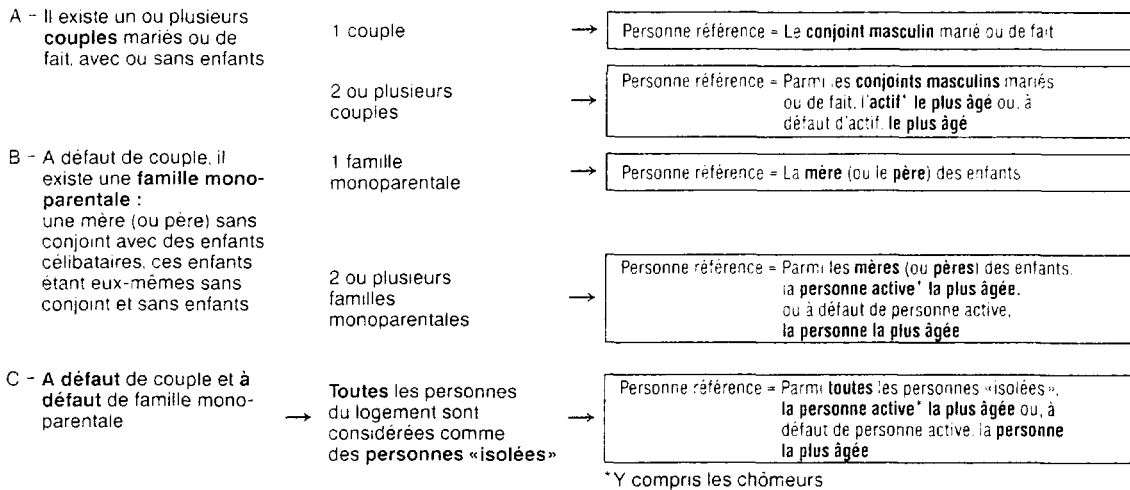 A - Il existe un ou plusieurs
couples mariés ou de
fait, avec ou sans enfants
1 couple
→ Personne référence = Le conjoint masculin marié ou de fait
2 ou plusieurs
couples
→ Personne référence = Parmi les conjoints masculins mariés
ou de fait, l'actif* le plus âgé ou, à
défaut d'actif, le plus âgé
B - A défaut de couple, il
existe une famille mono-
parentale :
une mère (ou père) sans
conjoint avec des enfants
célibataires, ces enfants
étant eux-mêmes sans
conjoint et sans enfants
1 famille
monoparentale
→ Personne référence = La mère (ou le père) des enfants
2 ou plusieurs
familles
monoparentales
→ Personne référence = Parmi les mères (ou pères) des enfants,
la personne active* la plus âgée,
ou à défaut de personne active,
la personne la plus âgée
C - A défaut de couple et à
défaut de famille mono-
parentale
→ Toutes les personnes
du logement sont
considérées comme
des personnes «isolées»
→ Personne référence = Parmi toutes les personnes «isolées»,
la personne active* la plus âgée ou, à
défaut de personne active, la personne
la plus âgée
*Y compris les chômeurs